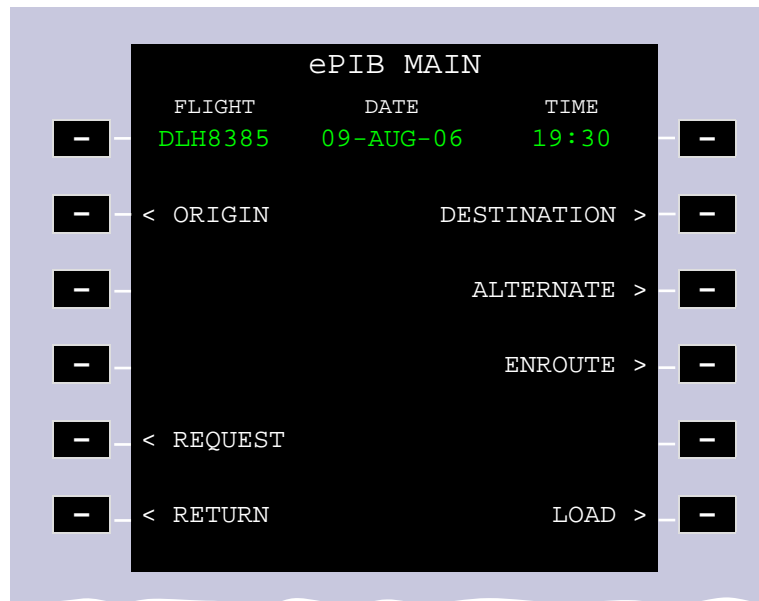 ePIB MAIN
FLIGHT DATE TIME
DLH8385 09-AUG-06 19:30
< ORIGIN DESTINATION >
ALTERNATE >
ENROUTE >
< REQUEST
< RETURN LOAD >